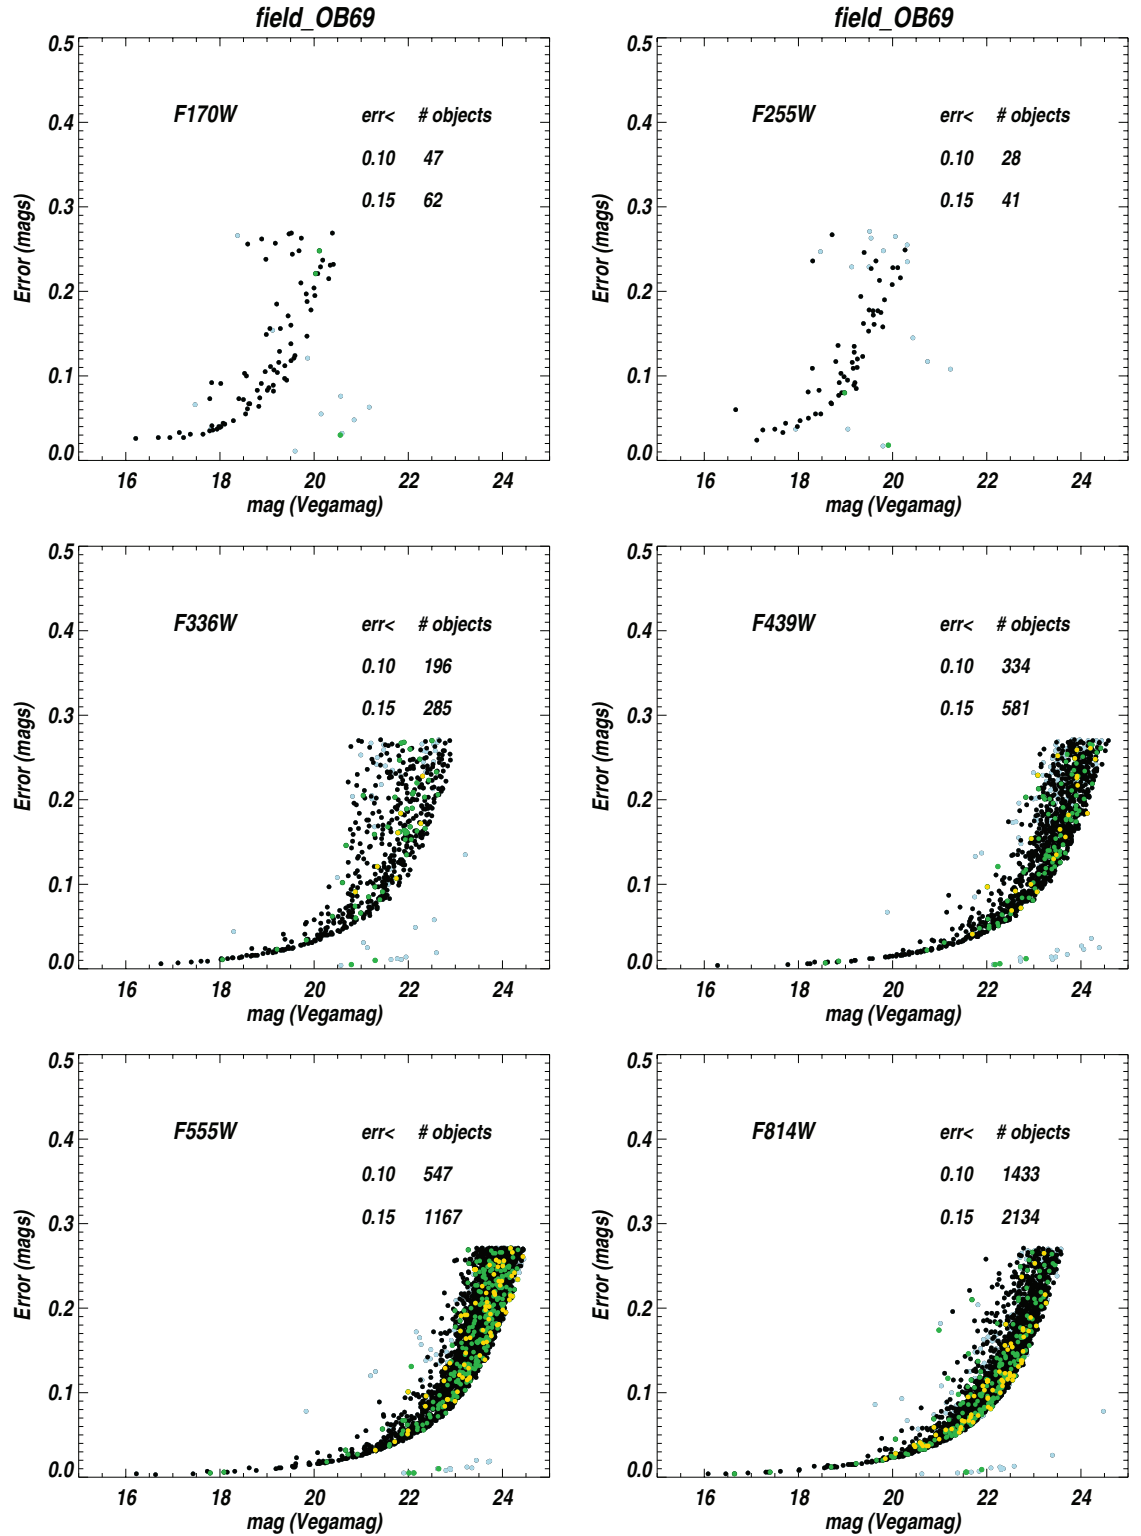 field_OB69
field_OB69
0.5
0.4
0.3
0.2
0.1
0.0
Error (mags)
F170W
err< # objects
0.10 47
0.15 62
16 18 20 22 24
mag (Vegamag)
0.5
0.4
0.3
0.2
0.1
0.0
Error (mags)
F255W
err< # objects
0.10 28
0.15 41
16 18 20 22 24
mag (Vegamag)
0.5
0.4
0.3
0.2
0.1
0.0
Error (mags)
F336W
err< # objects
0.10 196
0.15 285
16 18 20 22 24
mag (Vegamag)
0.5
0.4
0.3
0.2
0.1
0.0
Error (mags)
F439W
err< # objects
0.10 334
0.15 581
16 18 20 22 24
mag (Vegamag)
0.5
0.4
0.3
0.2
0.1
0.0
Error (mags)
F555W
err< # objects
0.10 547
0.15 1167
16 18 20 22 24
mag (Vegamag)
0.5
0.4
0.3
0.2
0.1
0.0
Error (mags)
F814W
err< # objects
0.10 1433
0.15 2134
16 18 20 22 24
mag (Vegamag)